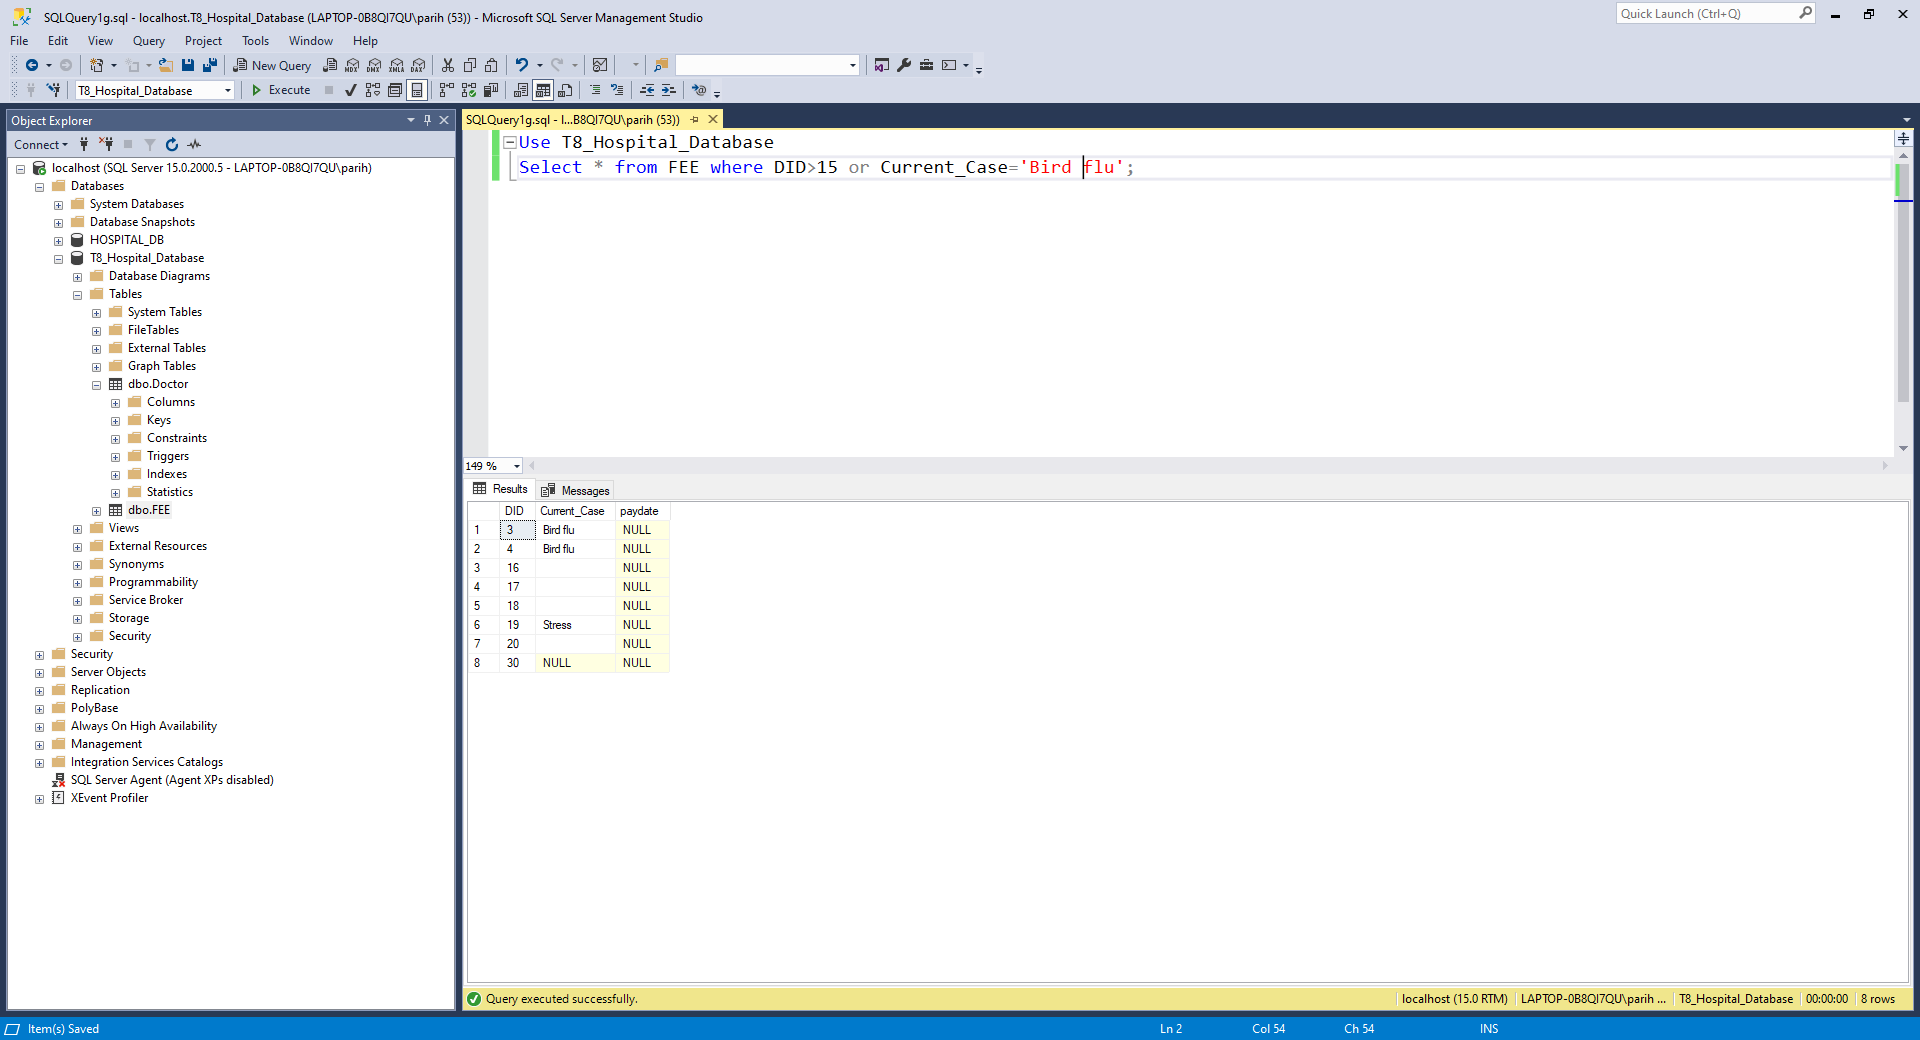 SQLQuery1g.sql - localhost.T8_Hospital_Database (LAPTOP-0B8QI7QU\parih (53)) - Microsoft SQL Server Management Studio
Quick Launch (Ctrl+Q)
File Edit View Query Project Tools Window Help
New Query
MDX DMX XMLA DAX
T8_Hospital_Database
Execute
Object Explorer
Connect
localhost (SQL Server 15.0.2000.5 - LAPTOP-0B8QI7QU\parih)
Databases
System Databases
Database Snapshots
HOSPITAL_DB
T8_Hospital_Database
Database Diagrams
Tables
System Tables
FileTables
External Tables
Graph Tables
dbo.Doctor
Columns
Keys
Constraints
Triggers
Indexes
Statistics
dbo.FEE
Views
External Resources
Synonyms
Programmability
Service Broker
Storage
Security
Security
Server Objects
Replication
PolyBase
Always On High Availability
Management
Integration Services Catalogs
SQL Server Agent (Agent XPs disabled)
XEvent Profiler
SQLQuery1g.sql - l...B8QI7QU\parih (53))
Use T8_Hospital_Database
Select * from FEE where DID>15 or Current_Case='Bird flu';
149 %
Results Messages
DID Current_Case paydate
1 3 Bird flu NULL
2 4 Bird flu NULL
3 16 NULL
4 17 NULL
5 18 NULL
6 19 Stress NULL
7 20 NULL
8 30 NULL NULL
Query executed successfully.
localhost (15.0 RTM) LAPTOP-0B8QI7QU\parih ... T8_Hospital_Database 00:00:00 8 rows
Item(s) Saved
Ln 2 Col 54 Ch 54 INS